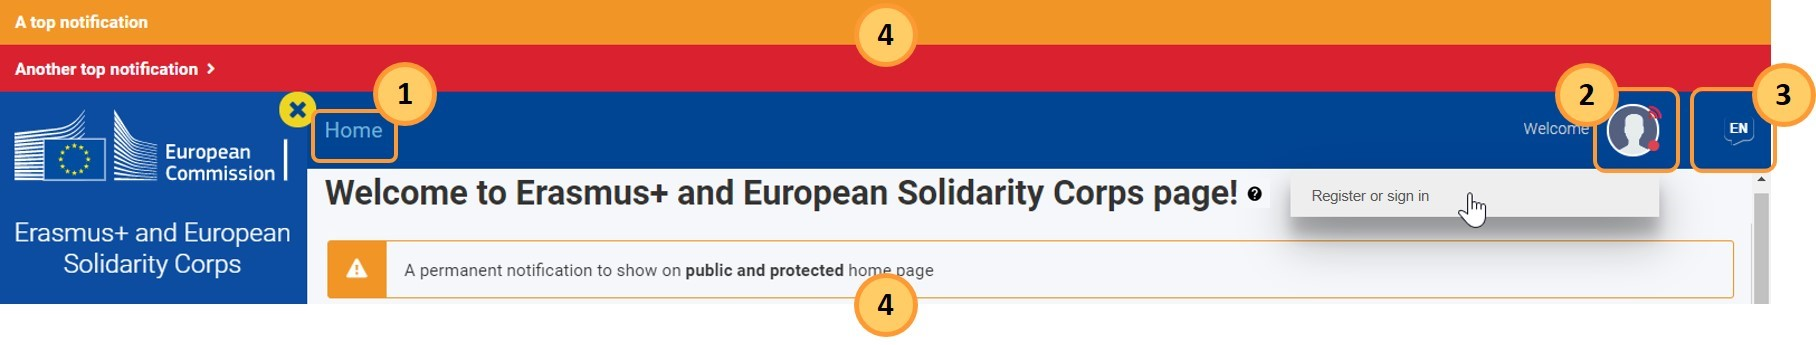 A top notification
4
Another top notification >
1
2
3
Home
Welcome
EN
European
Commission
Welcome to Erasmus+ and European Solidarity Corps page! ?
Register or sign in
Erasmus+ and European
Solidarity Corps
A permanent notification to show on public and protected home page
4